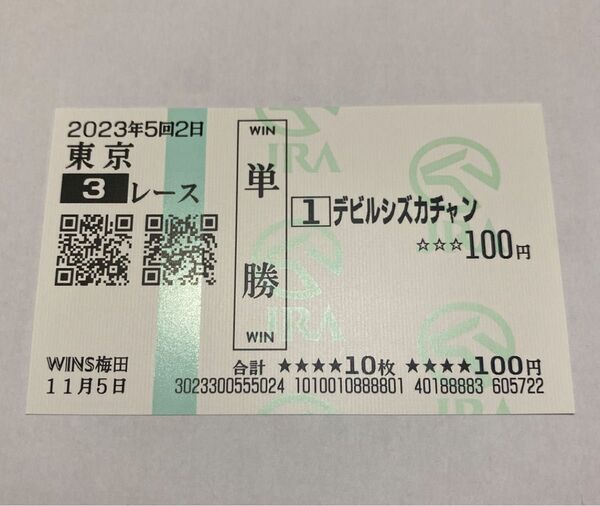 2023年5回2日
東京
3 レース
WINS梅田
11月5日
WIN
単勝
WIN
1 デビルシズカチャン
☆☆☆100円
合計 ★★★★10枚 ★★★★100円
3023300555024 1010010888801 40188883 605722
JRA
JRA
JRA
JRA